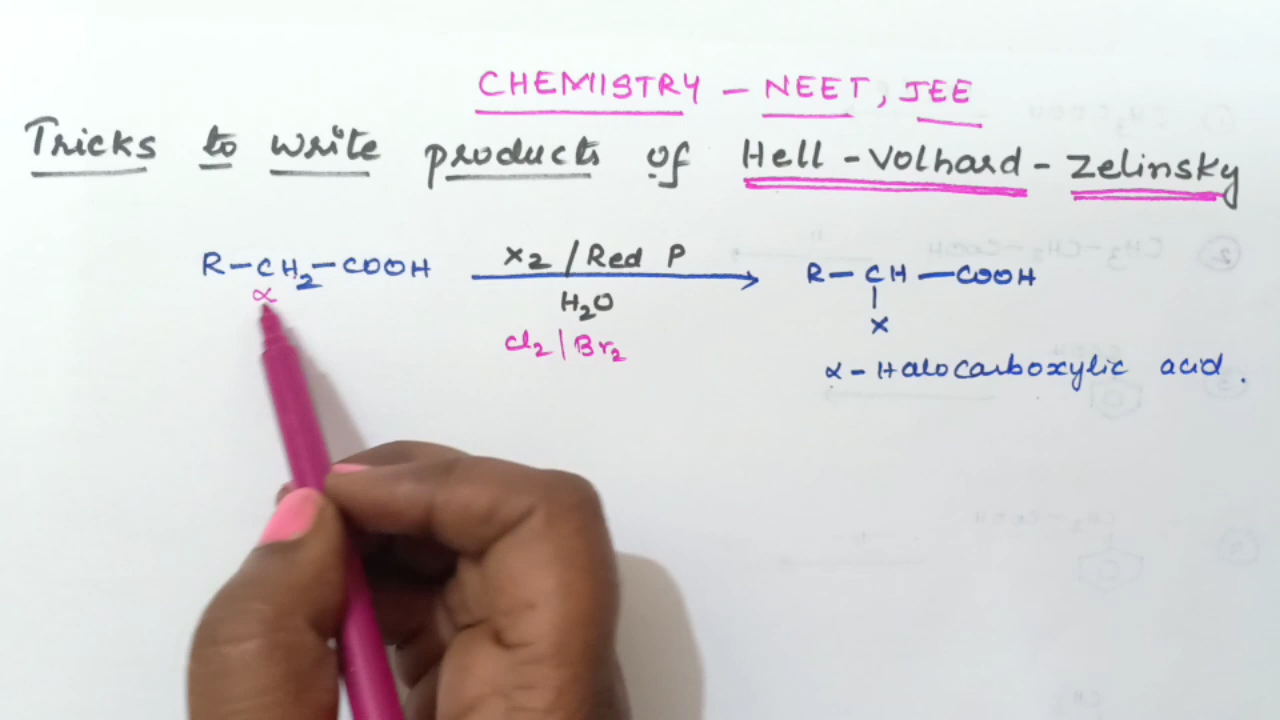 CHEMISTRY - NEET, JEE
Tricks to write products of Hell - Volhard - Zelinsky
R-CH2-COOH X2 / Red P R-CH-COOH
α H2O X
Cl2 / Br2
α - Halocarboxylic acid.